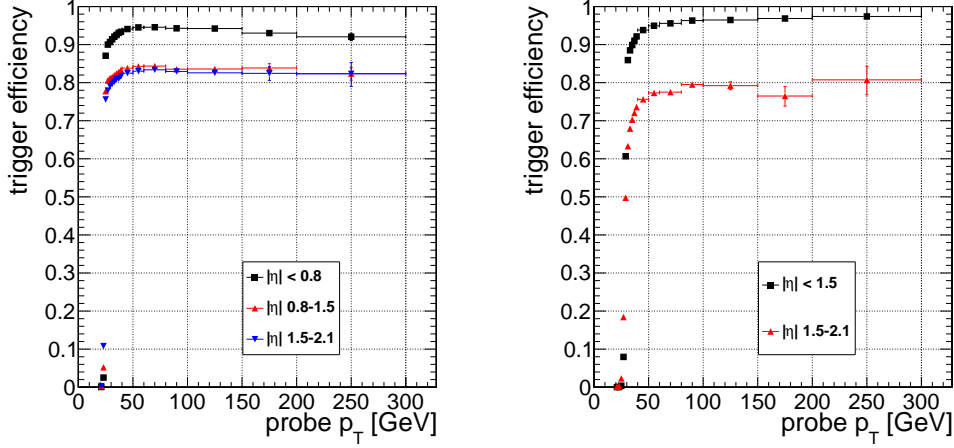 trigger efficiency
1
0.9
0.8
0.7
0.6
0.5
0.4
0.3
0.2
0.1
0
|η| < 0.8
|η| 0.8-1.5
|η| 1.5-2.1
0 50 100 150 200 250 300
probe p_T [GeV]
trigger efficiency
1
0.9
0.8
0.7
0.6
0.5
0.4
0.3
0.2
0.1
0
|η| < 1.5
|η| 1.5-2.1
0 50 100 150 200 250 300
probe p_T [GeV]